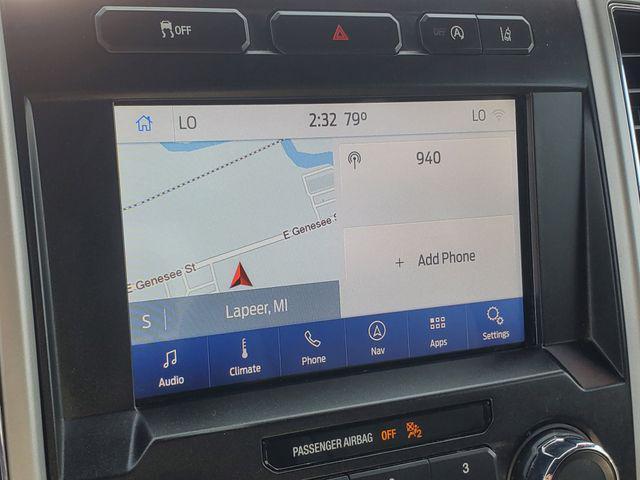 OFF
OFF
LO 2:32 79° LO
940
E Genesee St
E Genesee St
+ Add Phone
S | Lapeer, MI
Audio Climate Phone Nav Apps Settings
PASSENGER AIRBAG OFF 2
3